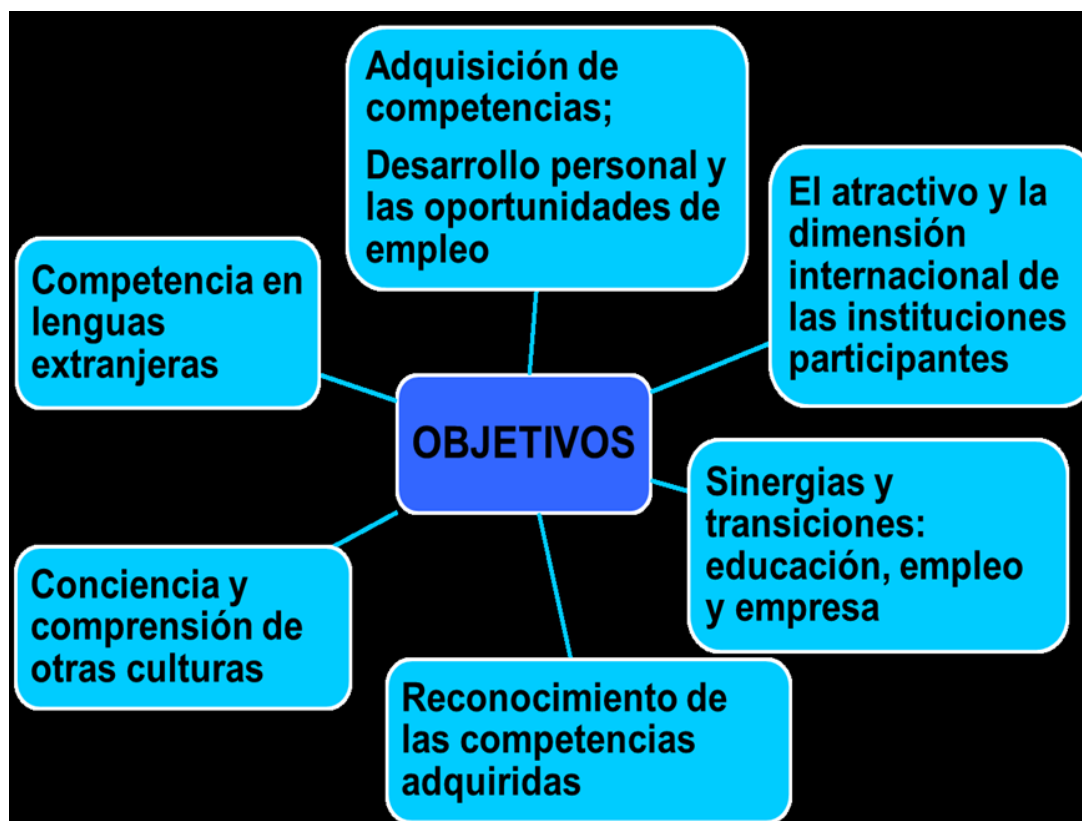 Adquisición de
competencias;
Desarrollo personal y
las oportunidades de
empleo
El atractivo y la
dimensión
internacional de
las instituciones
participantes
Competencia en
lenguas
extranjeras
OBJETIVOS
Sinergias y
transiciones:
educación, empleo
y empresa
Conciencia y
comprensión de
otras culturas
Reconocimiento de
las competencias
adquiridas